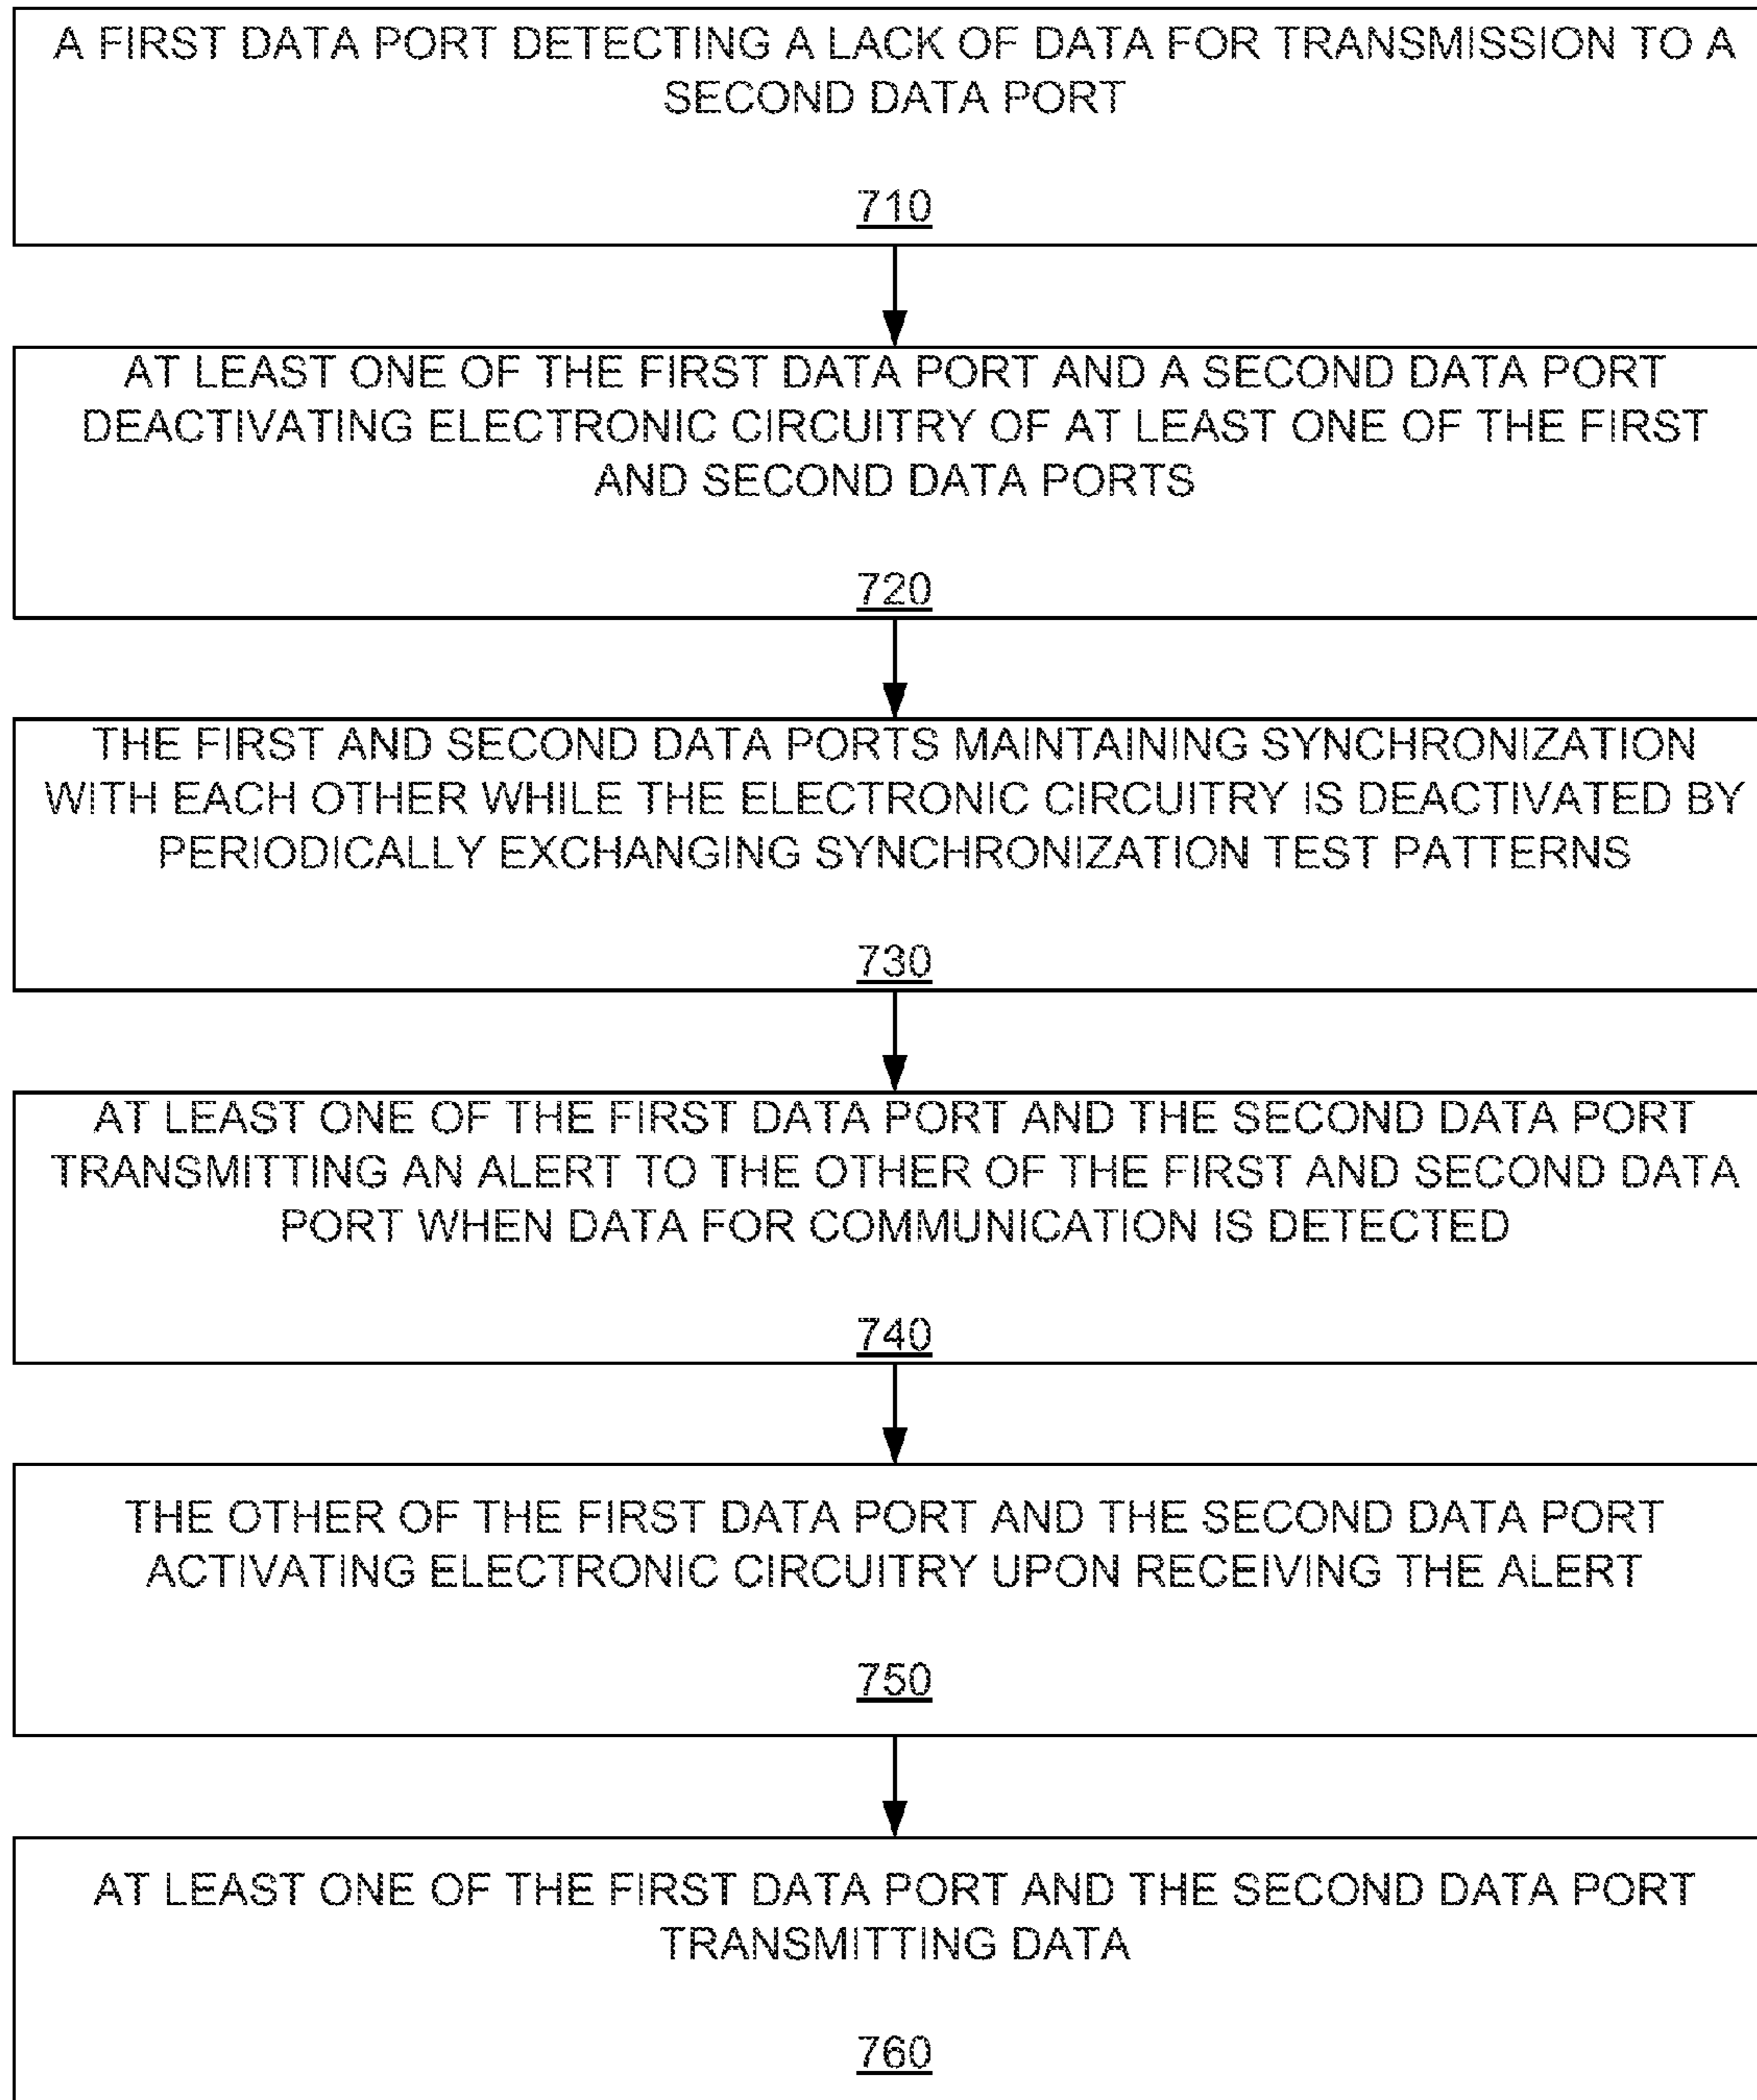 A FIRST DATA PORT DETECTING A LACK OF DATA FOR TRANSMISSION TO A
SECOND DATA PORT
710
AT LEAST ONE OF THE FIRST DATA PORT AND A SECOND DATA PORT
DEACTIVATING ELECTRONIC CIRCUITRY OF AT LEAST ONE OF THE FIRST
AND SECOND DATA PORTS
720
THE FIRST AND SECOND DATA PORTS MAINTAINING SYNCHRONIZATION
WITH EACH OTHER WHILE THE ELECTRONIC CIRCUITRY IS DEACTIVATED BY
PERIODICALLY EXCHANGING SYNCHRONIZATION TEST PATTERNS
730
AT LEAST ONE OF THE FIRST DATA PORT AND THE SECOND DATA PORT
TRANSMITTING AN ALERT TO THE OTHER OF THE FIRST AND SECOND DATA
PORT WHEN DATA FOR COMMUNICATION IS DETECTED
740
THE OTHER OF THE FIRST DATA PORT AND THE SECOND DATA PORT
ACTIVATING ELECTRONIC CIRCUITRY UPON RECEIVING THE ALERT
750
AT LEAST ONE OF THE FIRST DATA PORT AND THE SECOND DATA PORT
TRANSMITTING DATA
760